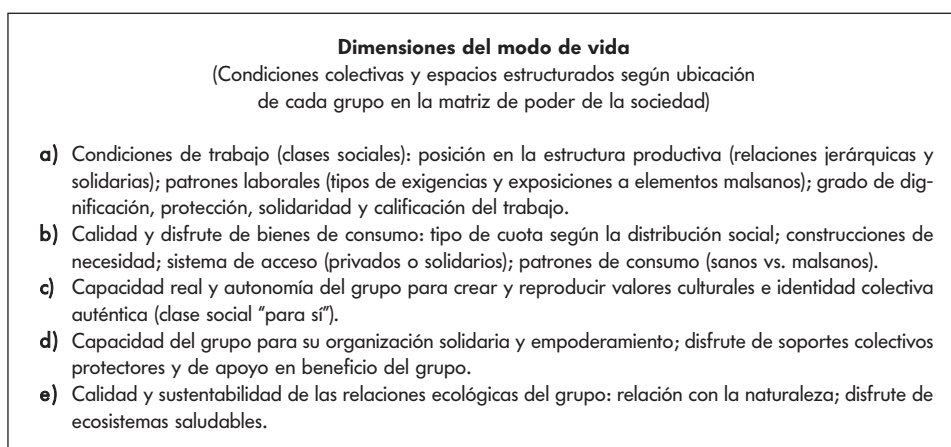 Dimensiones del modo de vida
(Condiciones colectivas y espacios estructurados según ubicación
de cada grupo en la matriz de poder de la sociedad)
a) Condiciones de trabajo (clases sociales): posición en la estructura productiva (relaciones jerárquicas y
solidarias); patrones laborales (tipos de exigencias y exposiciones a elementos malsanos); grado de dig-
nificación, protección, solidaridad y calificación del trabajo.
b) Calidad y disfrute de bienes de consumo: tipo de cuota según la distribución social; construcciones de
necesidad; sistema de acceso (privados o solidarios); patrones de consumo (sanos vs. malsanos).
c) Capacidad real y autonomía del grupo para crear y reproducir valores culturales e identidad colectiva
auténtica (clase social "para sí").
d) Capacidad del grupo para su organización solidaria y empoderamiento; disfrute de soportes colectivos
protectores y de apoyo en beneficio del grupo.
e) Calidad y sustentabilidad de las relaciones ecológicas del grupo: relación con la naturaleza; disfrute de
ecosistemas saludables.